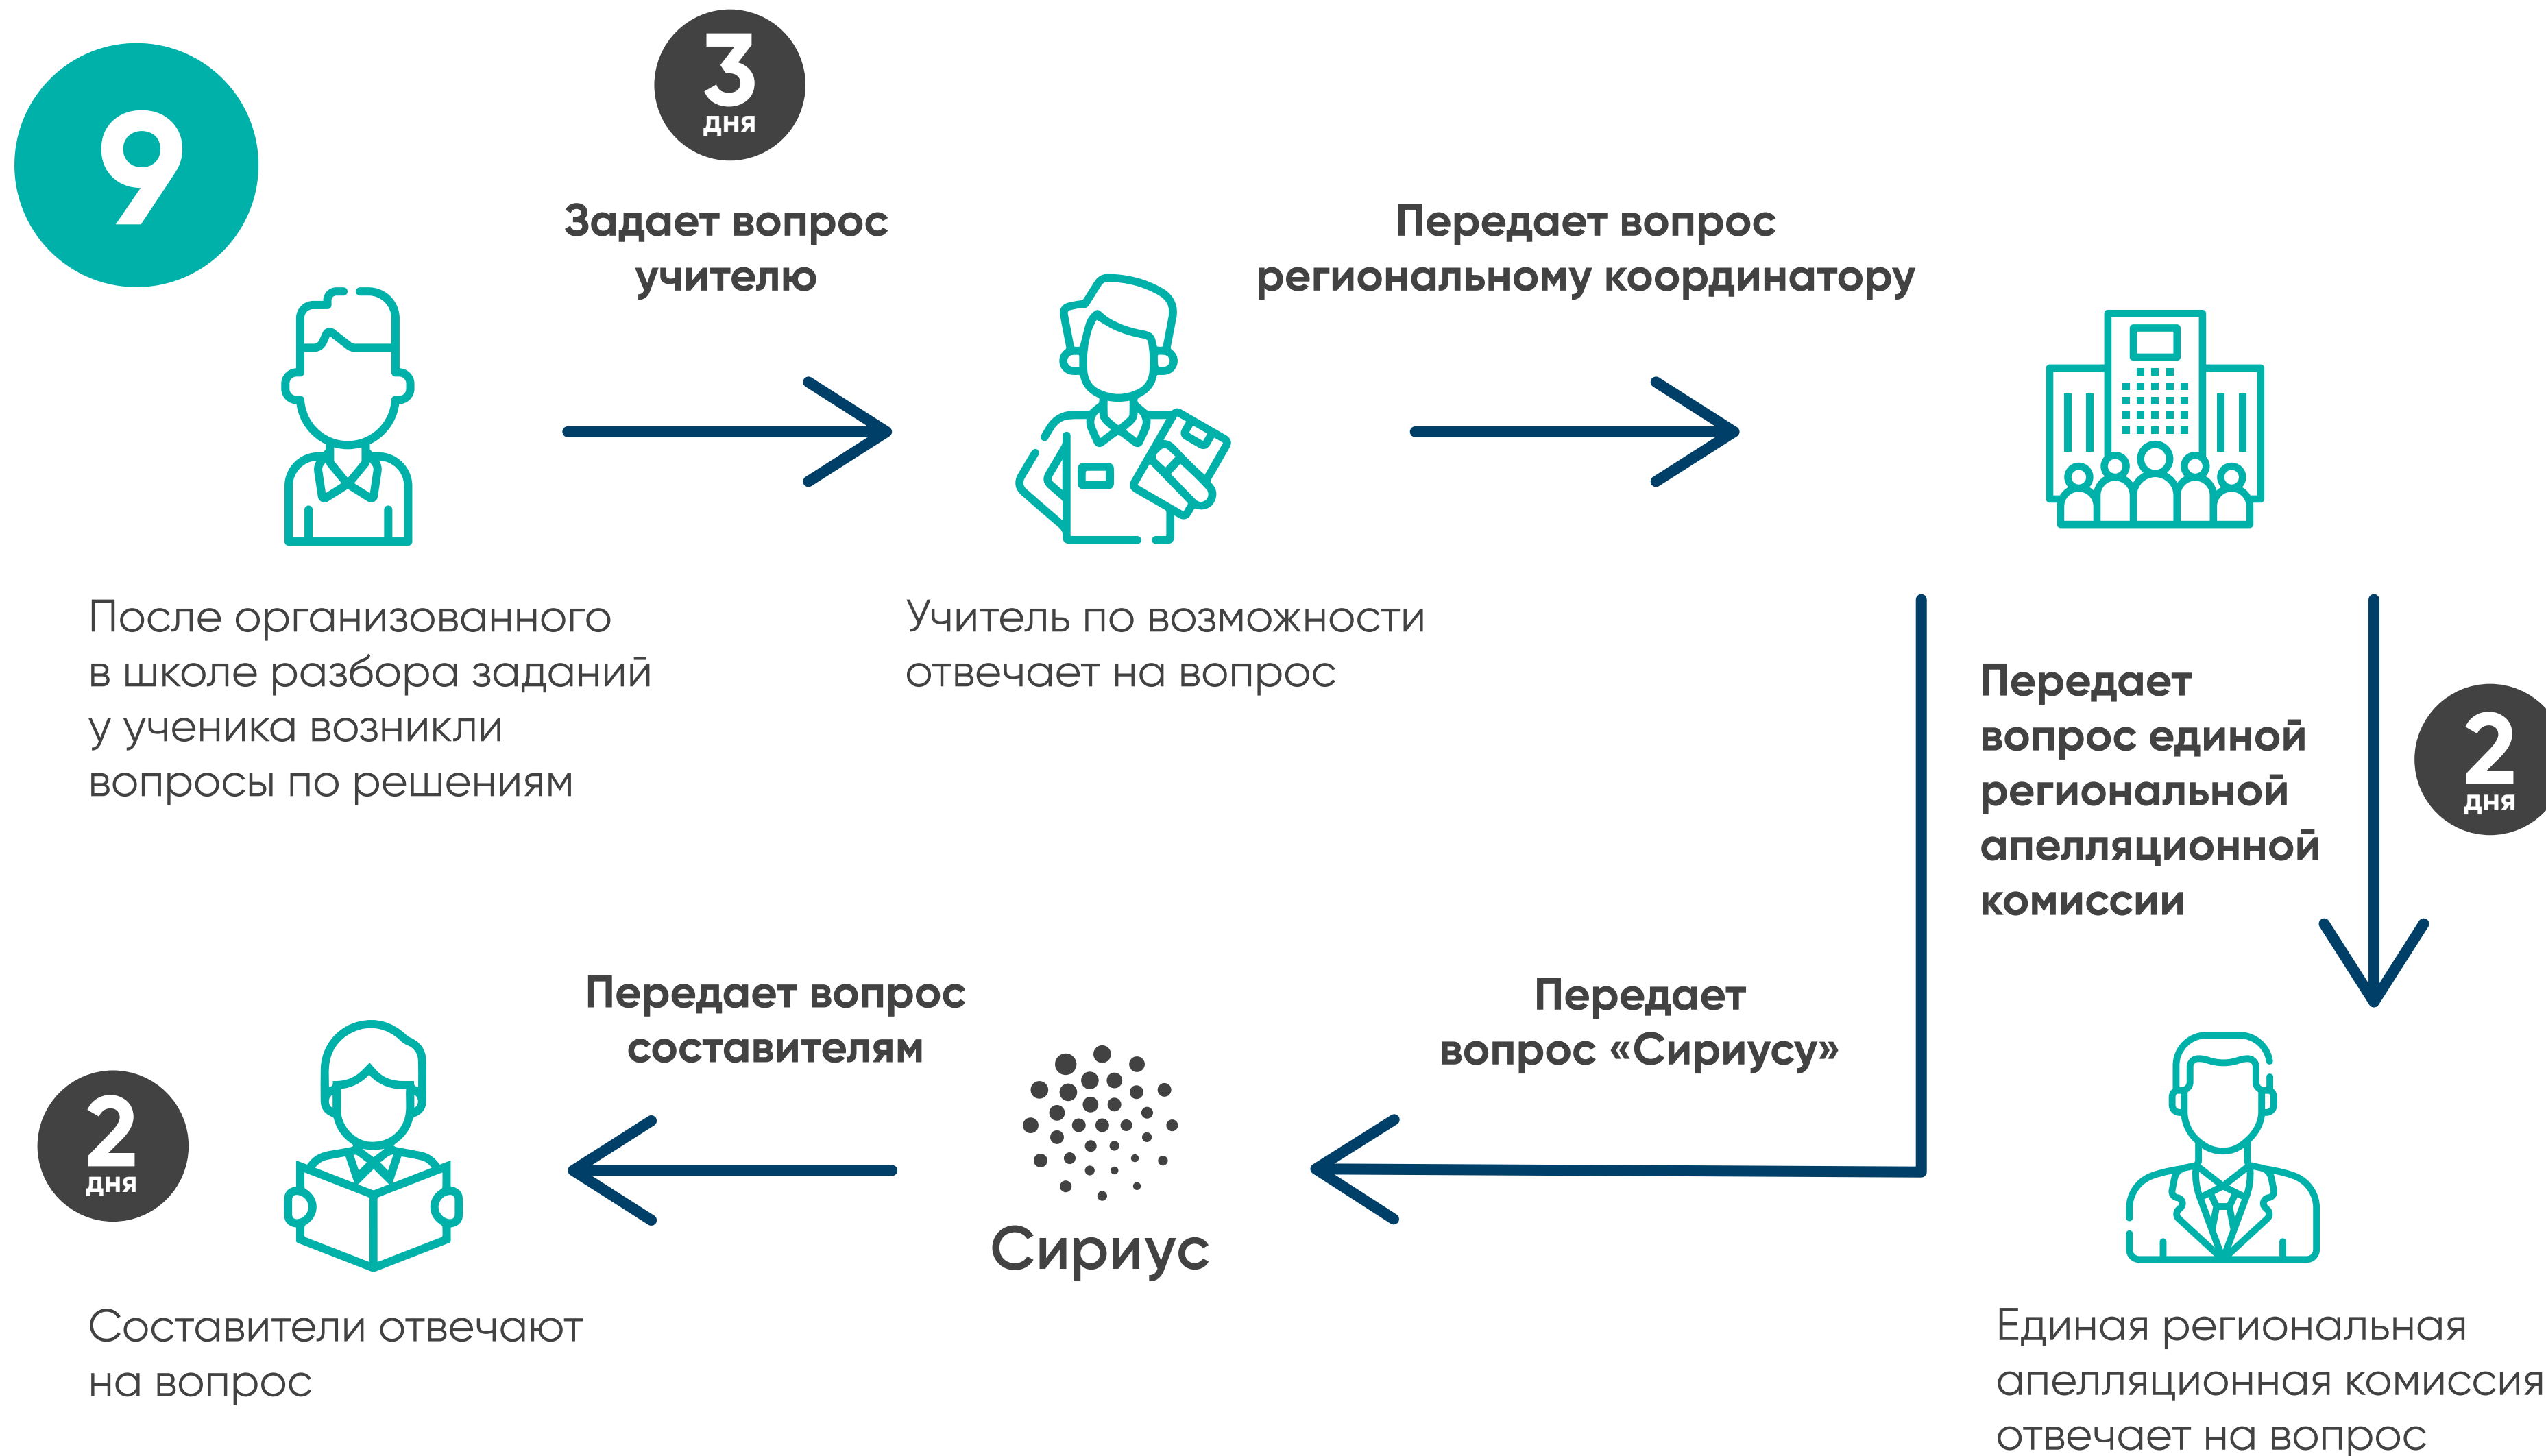 9
3
дня
Задает вопрос
учителю
Передает вопрос
региональному координатору
После организованного
в школе разбора заданий
у ученика возникли
вопросы по решениям
Учитель по возможности
отвечает на вопрос
Передает
вопрос единой
региональной
апелляционной
комиссии
2
дня
Передает вопрос
составителям
Передает
вопрос «Сириусу»
2
дня
Сириус
Составители отвечают
на вопрос
Единая региональная
апелляционная комиссия
отвечает на вопрос